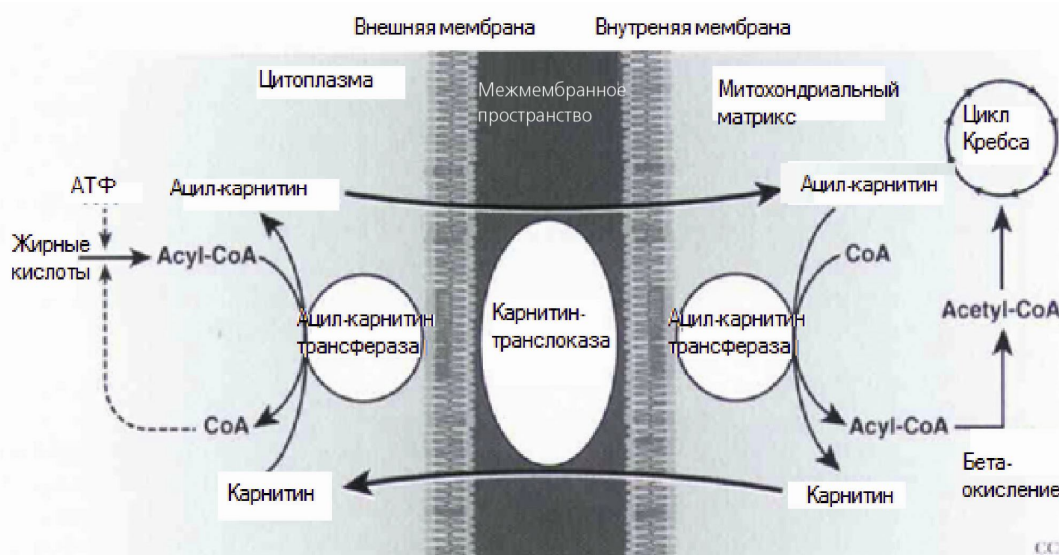 Внешняя мембрана
Внутреняя мембрана
Цитоплазма
Межмембранное
пространство
Митохондриальный
матрикс
Цикл
Кребса
АТФ
Ацил-карнитин
Ацил-карнитин
Жирные
кислоты
Acyl-CoA
CoA
Ацил-карнитин
трансфераза
Карнитин-
транслоказа
Ацил-карнитин
трансфераза
Acetyl-CoA
CoA
Acyl-CoA
Карнитин
Карнитин
Бета-
окисление
CC